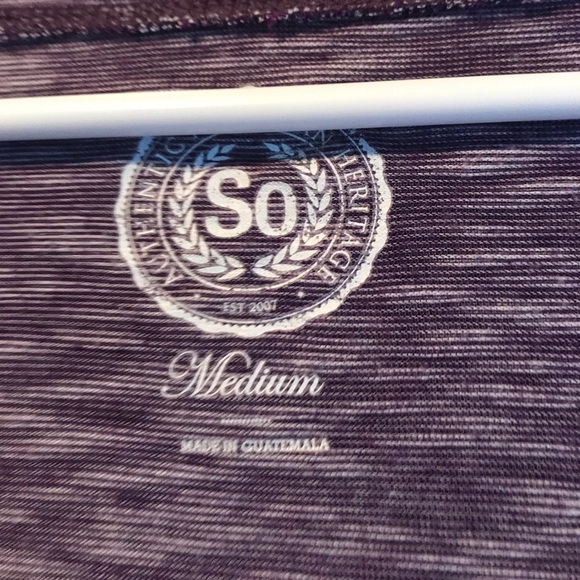 AUTHENTIC
HERITAGE
So
EST 2007
Medium
MADE IN GUATEMALA